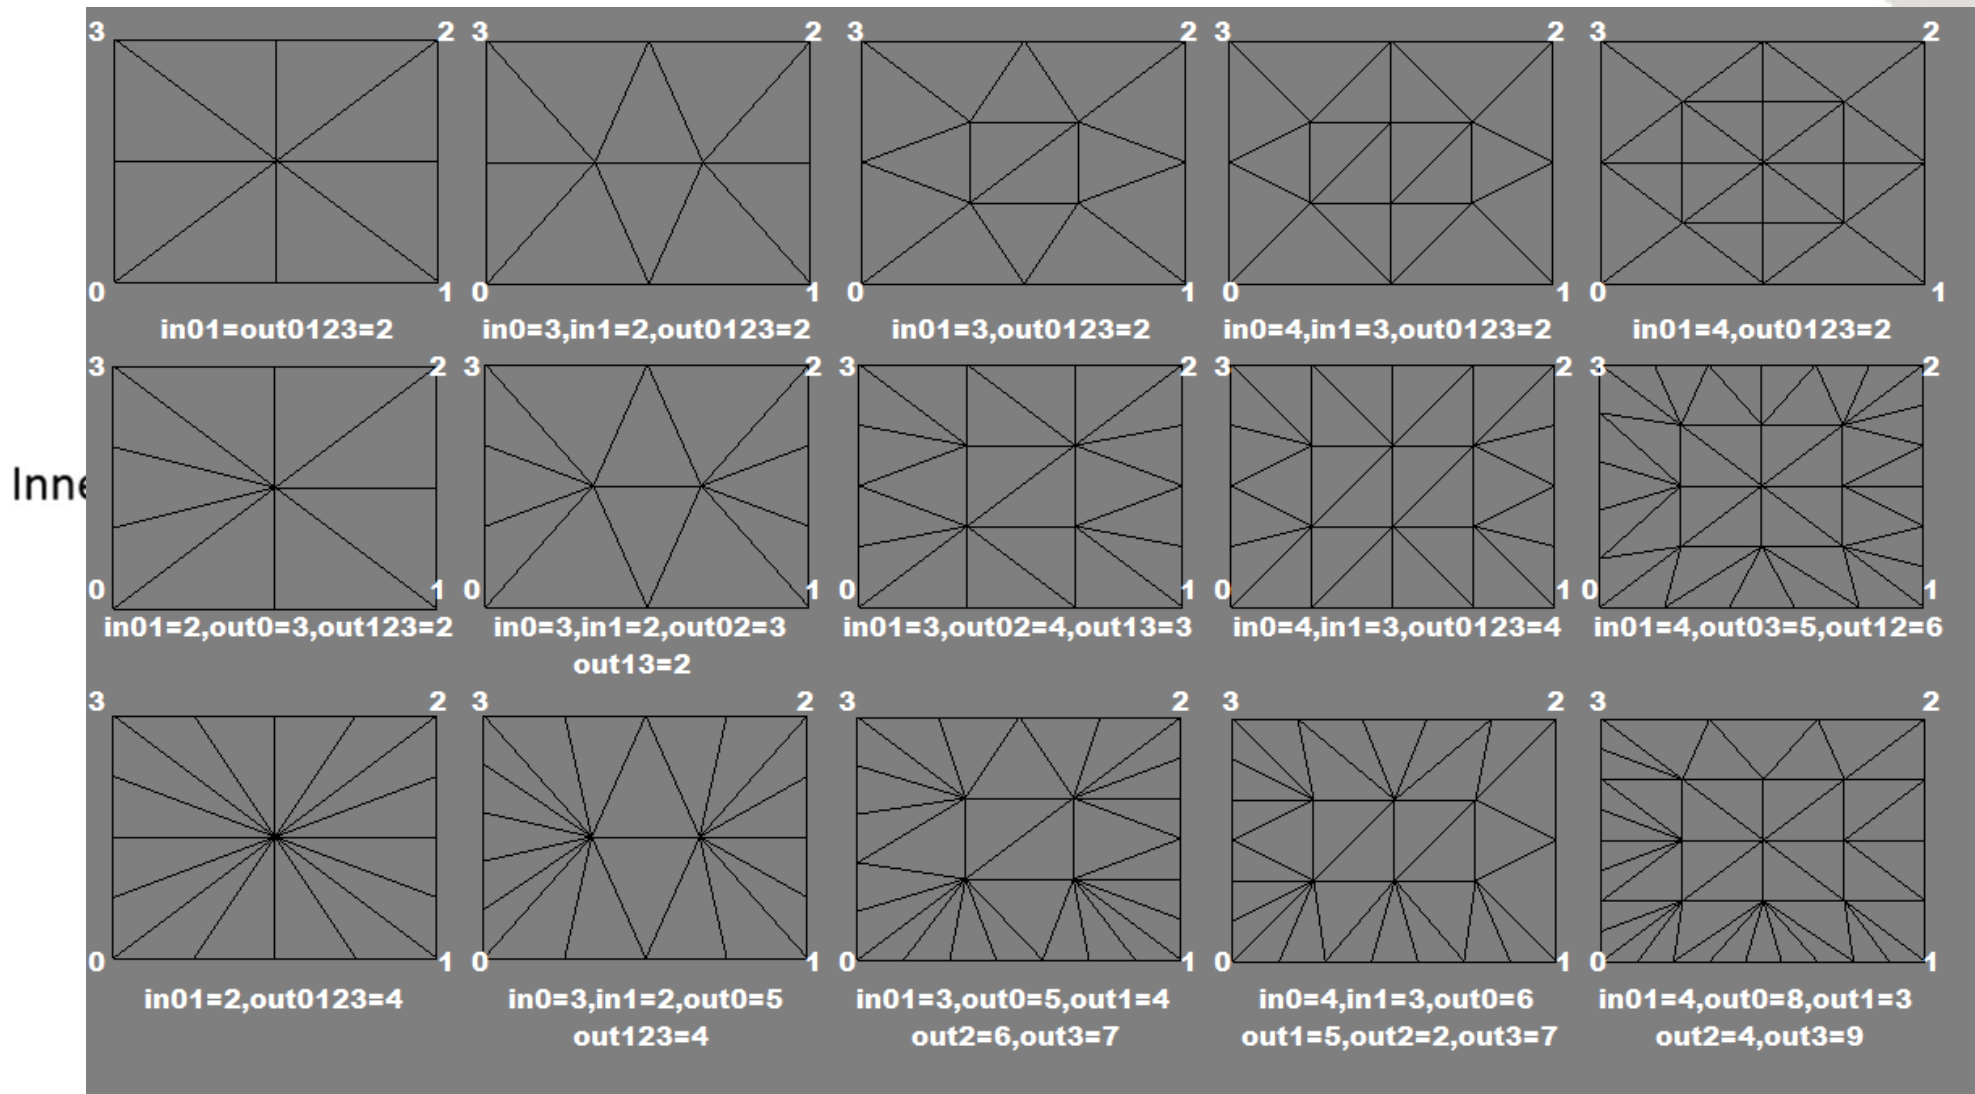 3 2 3 2 3 2 3 2 3 2
0 1 0 1 0 1 0 1 0 1
in01=out0123=2 in0=3,in1=2,out0123=2 in01=3,out0123=2 in0=4,in1=3,out0123=2 in01=4,out0123=2
3 2 3 2 3 2 3 2 3 2
Inne
0 1 0 1 0 1 0 1 0 1
in01=2,out0=3,out123=2 in0=3,in1=2,out02=3 in01=3,out02=4,out13=3 in0=4,in1=3,out0123=4 in01=4,out03=5,out12=6
out13=2
3 2 3 2 3 2 3 2 3 2
0 1 0 1 0 1 0 1 0 1
in01=2,out0123=4 in0=3,in1=2,out0=5 in01=3,out0=5,out1=4 in0=4,in1=3,out0=6 in01=4,out0=8,out1=3
out123=4 out2=6,out3=7 out1=5,out2=2,out3=7 out2=4,out3=9